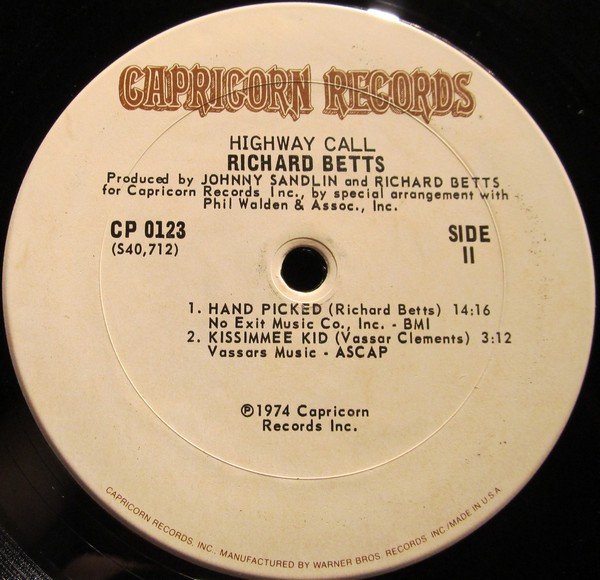 CAPRICORN RECORDS
HIGHWAY CALL
RICHARD BETTS
Produced by JOHNNY SANDLIN and RICHARD BETTS
for Capricorn Records Inc., by special arrangement with
Phil Walden & Assoc., Inc.
CP 0123
(S40,712)
SIDE
II
1. HAND PICKED (Richard Betts) 14:16
No Exit Music Co., Inc. - BMI
2. KISSIMMEE KID (Vassar Clements) 3:12
Vassars Music - ASCAP
℗1974 Capricorn
Records Inc.
CAPRICORN RECORDS, INC. MANUFACTURED BY WARNER BROS. RECORDS INC./MADE IN U.S.A.